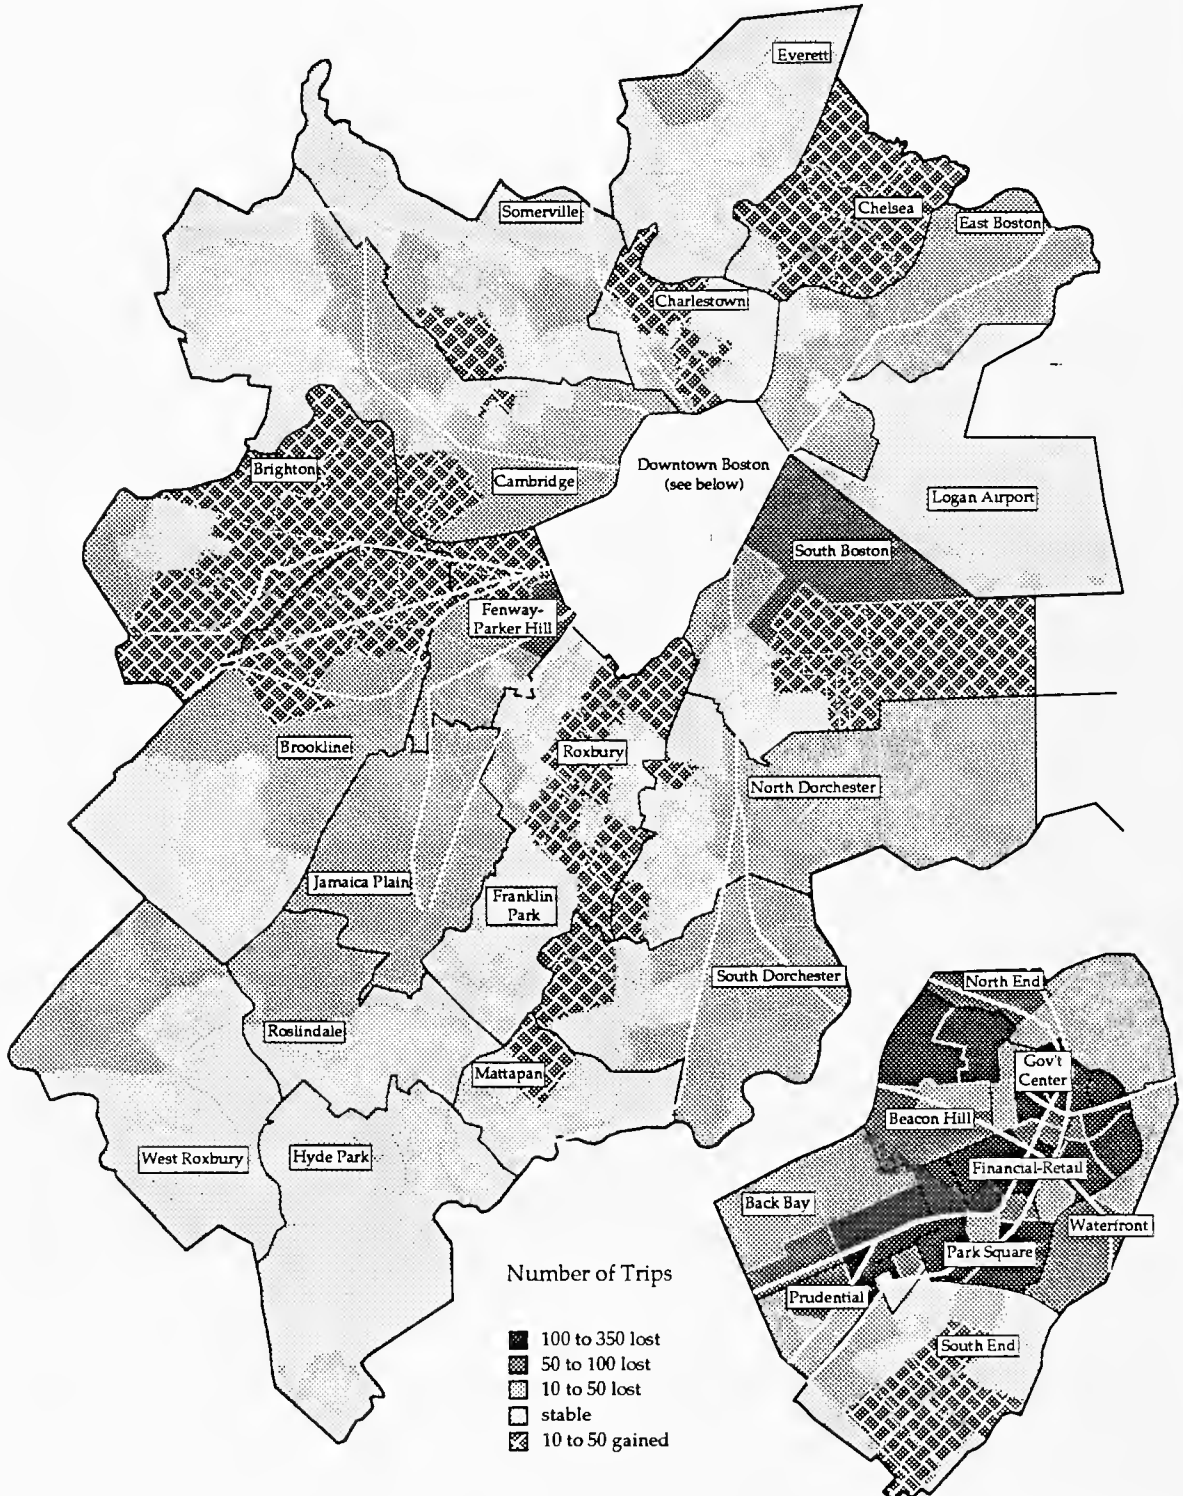 Everett
Chelsea
Somerville
East Boston
Charlestown
Brighton
Cambridge
Downtown Boston
(see below)
Logan Airport
South Boston
Fenway-
Parker Hill
Brookline
Roxbury
North Dorchester
Jamaica Plain
Franklin
Park
South Dorchester
Roslindale
Mattapan
West Roxbury
Hyde Park
North End
Gov't
Center
Beacon Hill
Financial-Retail
Back Bay
Waterfront
Park Square
Prudential
South End
Number of Trips
100 to 350 lost
50 to 100 lost
10 to 50 lost
stable
10 to 50 gained